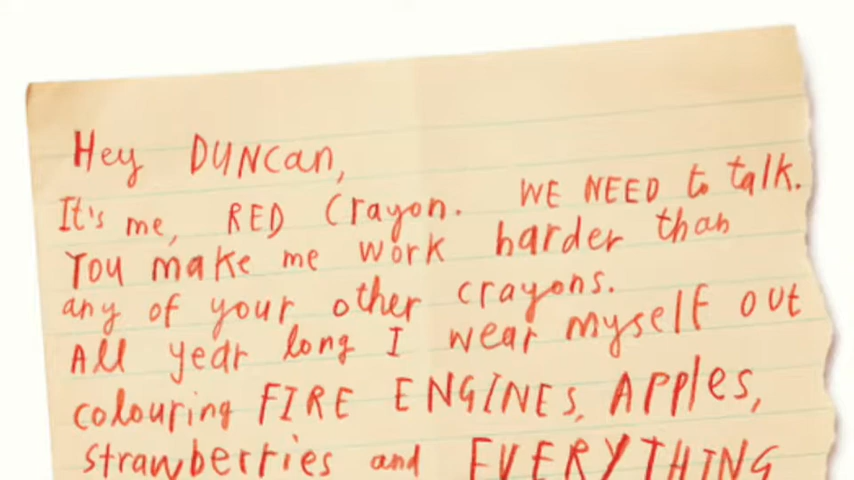 Hey DUNCan,
It's me, RED Crayon. WE NEED to talk.
You make me work harder than
any of your other crayons.
All year long I wear myself out
colouring FIRE ENGINES, Apples,
strawberries and EVERYTHING